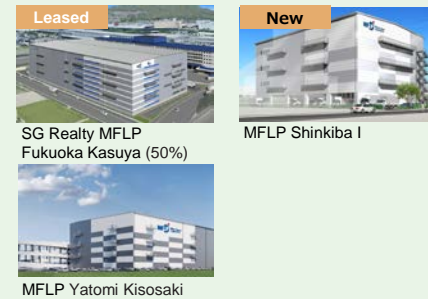 Leased
New
SG Realty MFLP
Fukuoka Kasuya (50%)
MFLP Shinkiba I
MFLP Yatomi Kisosaki